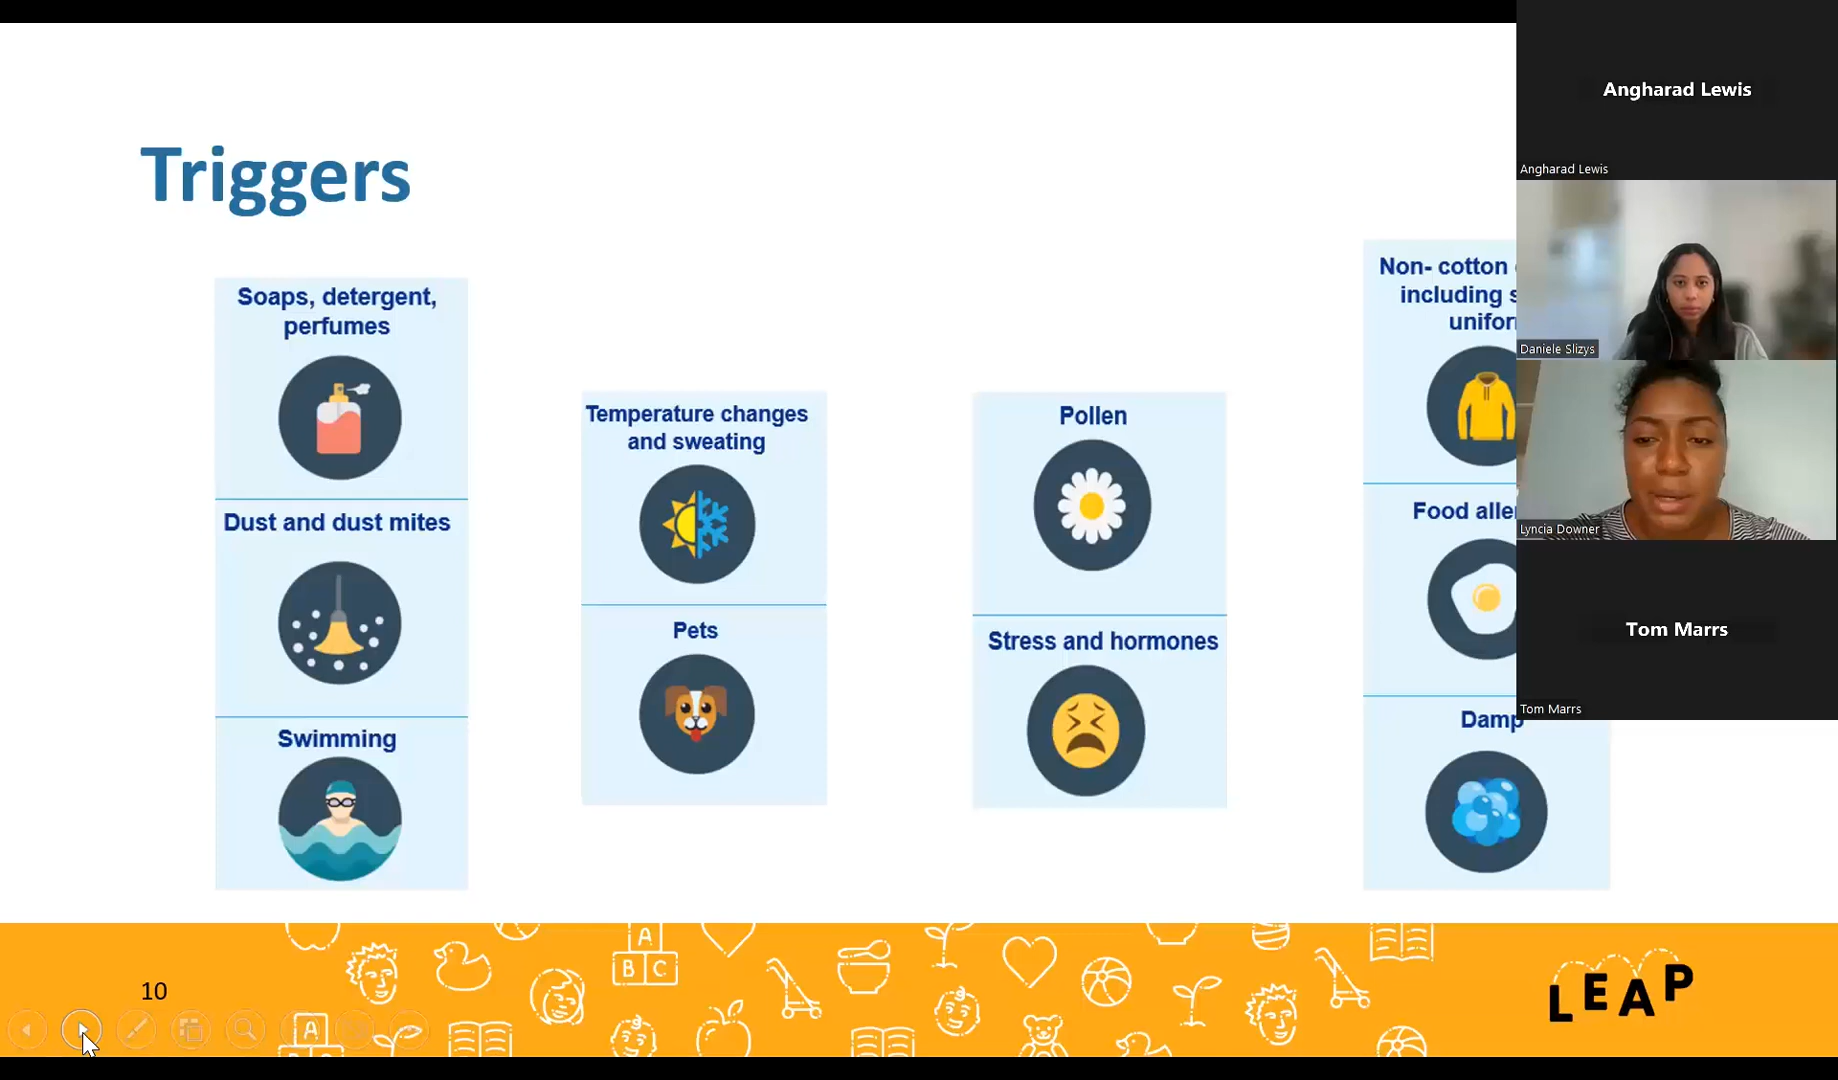 Triggers
Soaps, detergent,
perfumes
Dust and dust mites
Swimming
Temperature changes
and sweating
Pets
Pollen
Stress and hormones
Non- cotton
including
Damp
Food
10
A
B C
A
LEAP
Angharad Lewis
Angharad Lewis
Daniele Slizys
Lyncia Downer
Tom Marrs
Tom Marrs